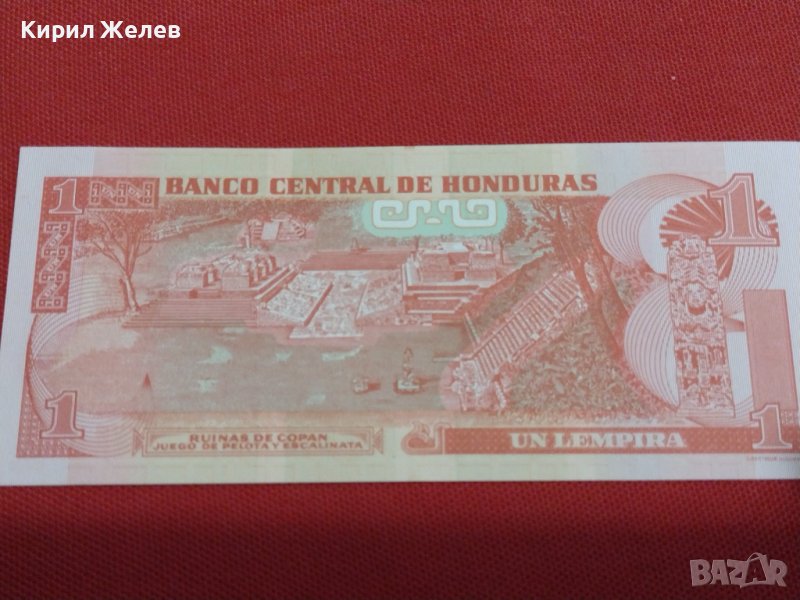 Кирил Желев
1
BANCO CENTRAL DE HONDURAS
1
1
RUINAS DE COPAN
JUEGO DE PELOTA Y ESCALINATA
UN LEMPIRA
1
BAZAR